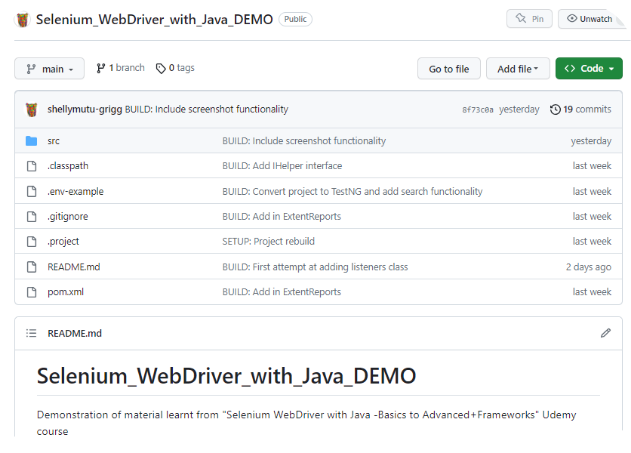 Selenium_WebDriver_with_Java_DEMO Public Pin Unwatch
main 1 branch 0 tags Go to file Add file Code
shellymutu-grigg BUILD: Include screenshot functionality 8f73c0a yesterday 19 commits
src BUILD: Include screenshot functionality yesterday
.classpath BUILD: Add IHelper interface last week
.env-example BUILD: Convert project to TestNG and add search functionality last week
.gitignore BUILD: Add in ExtentReports last week
.project SETUP: Project rebuild last week
README.md BUILD: First attempt at adding listeners class 2 days ago
pom.xml BUILD: Add in ExtentReports last week
README.md
Selenium_WebDriver_with_Java_DEMO
Demonstration of material learnt from "Selenium WebDriver with Java -Basics to Advanced+Frameworks" Udemy
course